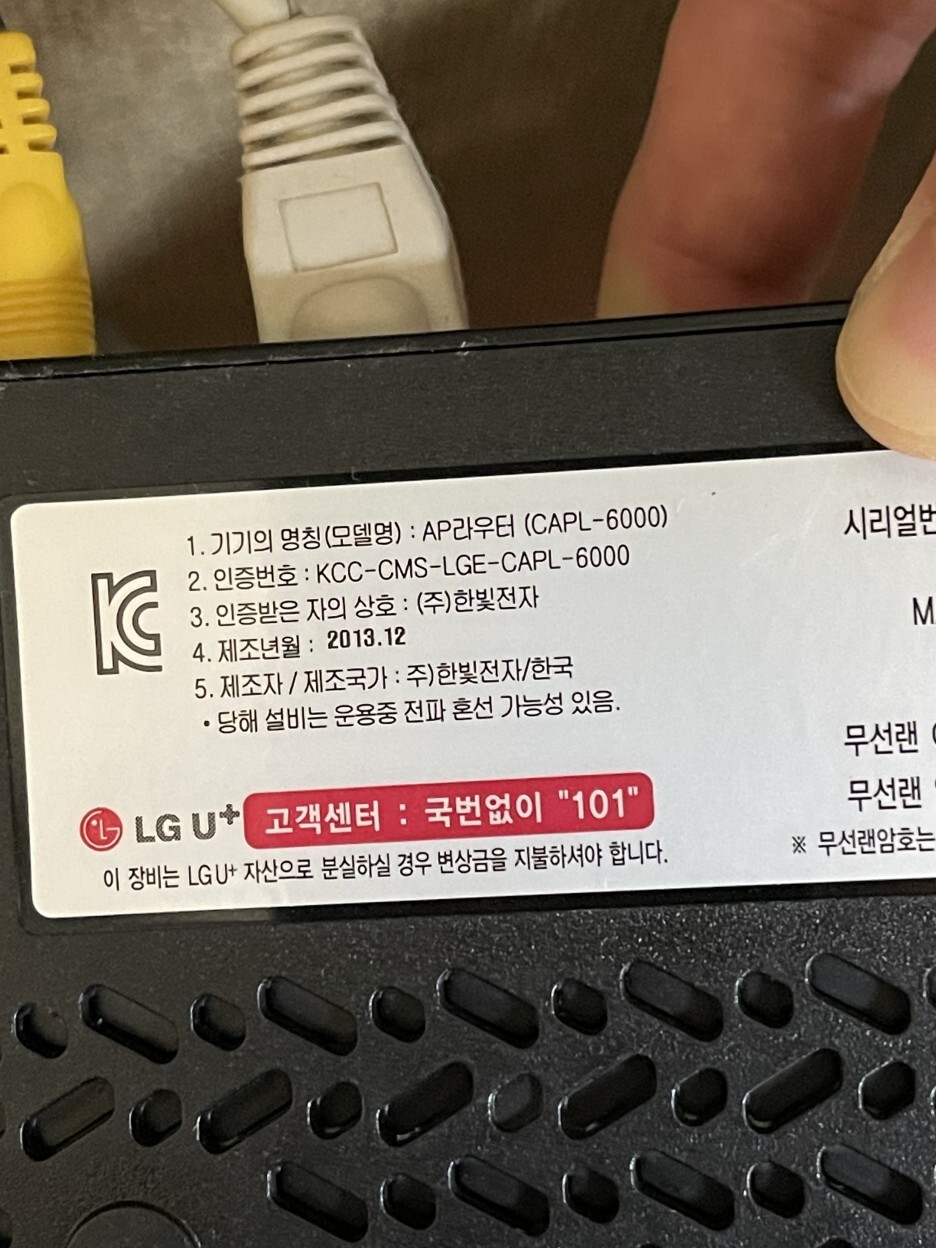 1. 기기의 명칭(모델명) : AP라우터 (CAPL-6000)
2. 인증번호 : KCC-CMS-LGE-CAPL-6000
3. 인증받은 자의 상호 : (주)한빛전자
4. 제조년월 : 2013.12
5. 제조자 / 제조국가 : 주)한빛전자/한국
• 당해 설비는 운용중 전파 혼선 가능성 있음.
LG U+ 고객센터 : 국번없이 "101"
이 장비는 LG U+ 자산으로 분실하실 경우 변상금을 지불하셔야 합니다.
시리얼번
무선랜
무선랜
※ 무선랜암호는